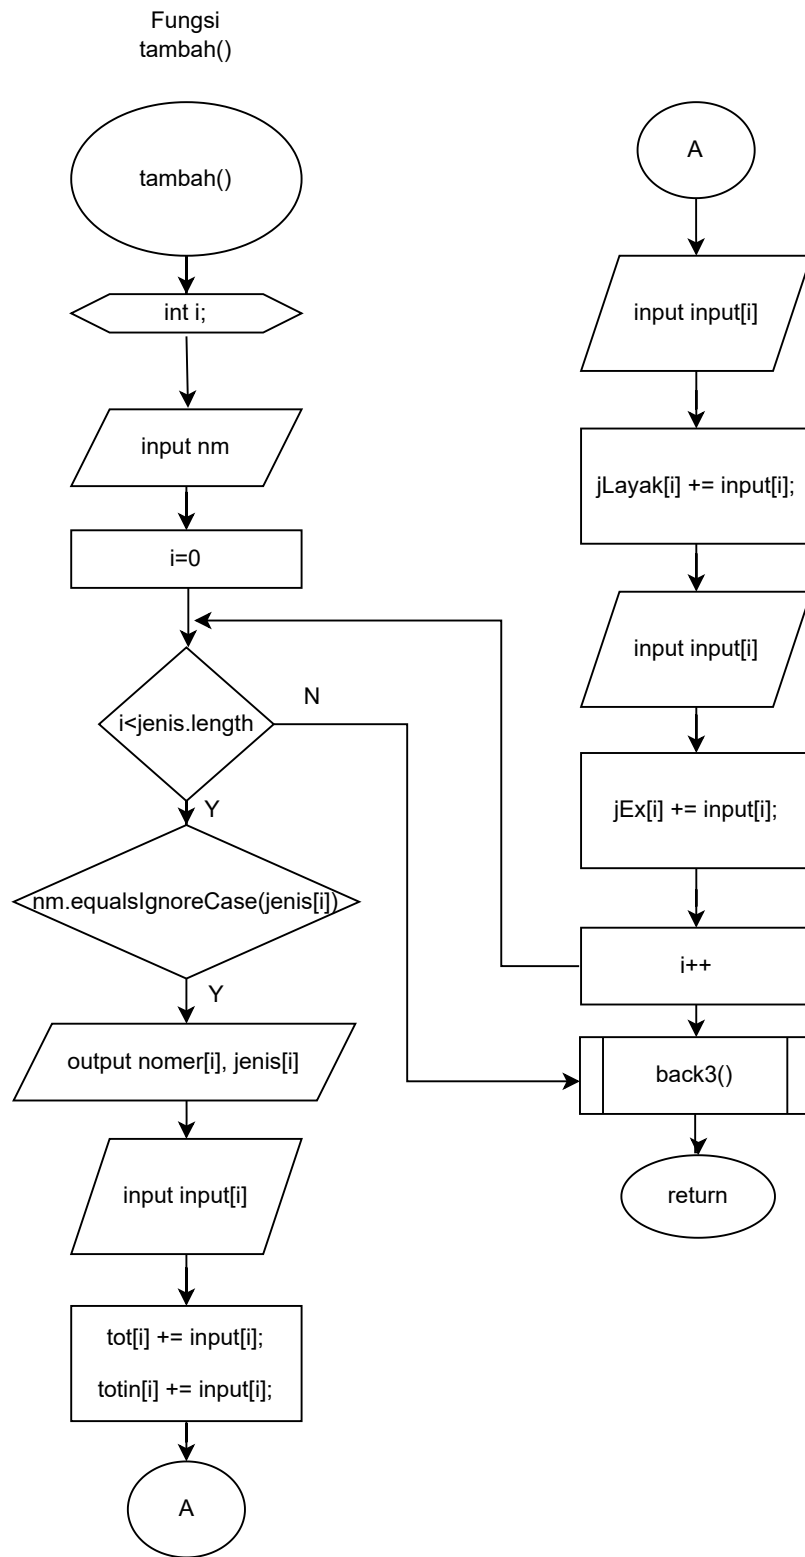 Fungsi
tambah()
tambah()
int i;
input nm
i=0
i<jenis.length
N
Y
nm.equalsIgnoreCase(jenis[i])
Y
output nomer[i], jenis[i]
input input[i]
tot[i] += input[i];
totin[i] += input[i];
A
A
input input[i]
jLayak[i] += input[i];
input input[i]
jEx[i] += input[i];
i++
back3()
return